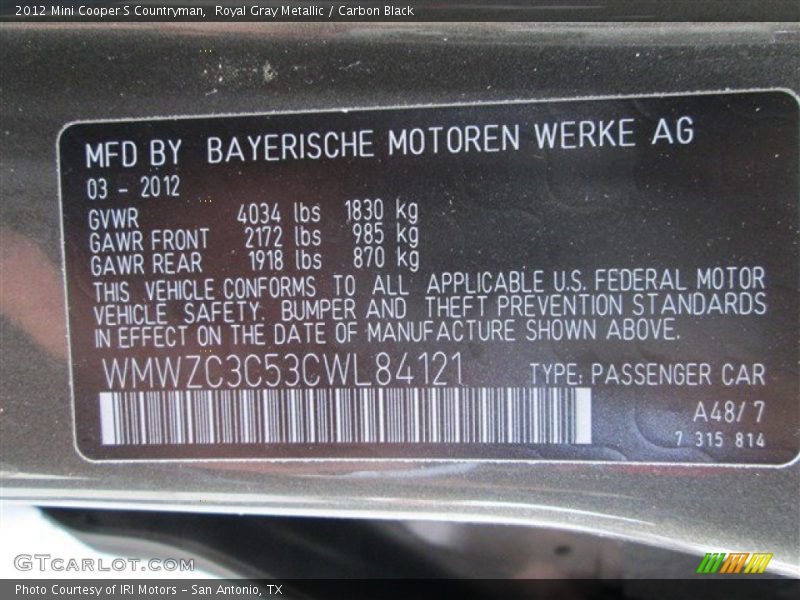 2012 Mini Cooper S Countryman,  Royal Gray Metallic / Carbon Black
MFD BY BAYERISCHE MOTOREN WERKE AG
03 - 2012
GVWR 4034 lbs 1830 kg
GAWR FRONT 2172 lbs 985 kg
GAWR REAR 1918 lbs 870 kg
THIS VEHICLE CONFORMS TO ALL APPLICABLE U.S. FEDERAL MOTOR
VEHICLE SAFETY. BUMPER AND THEFT PREVENTION STANDARDS
IN EFFECT ON THE DATE OF MANUFACTURE SHOWN ABOVE.
WMWZC3C53CWL84121 TYPE: PASSENGER CAR
A48/7
7 315 814
GTcarlot.com
Photo Courtesy of IRI Motors – San Antonio, TX